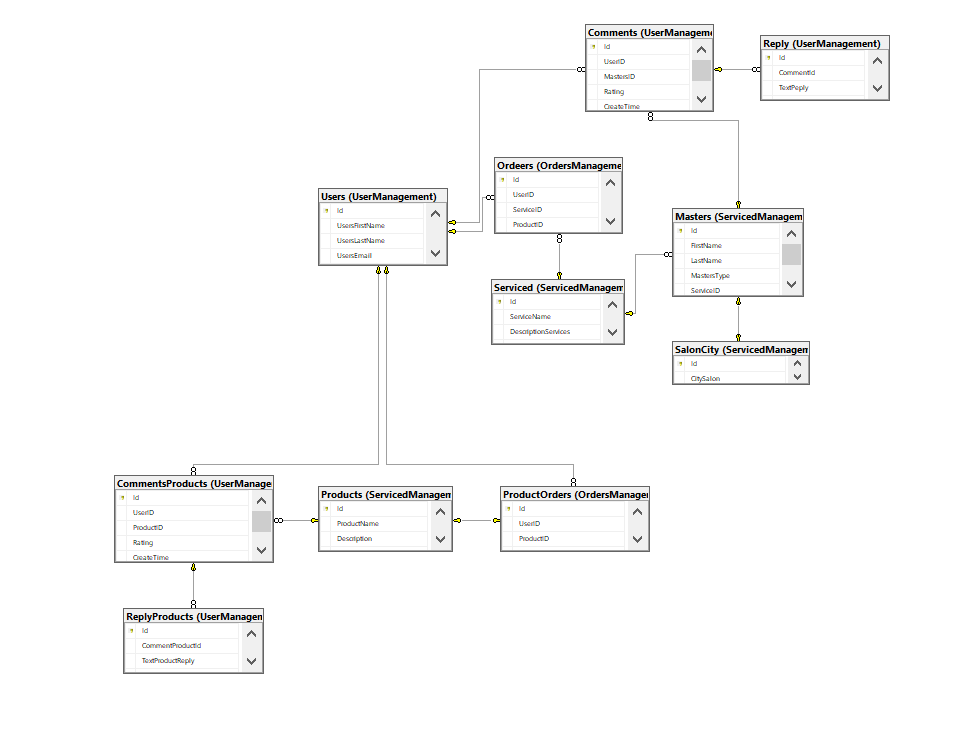 Comments (UserManageme
Id
UserID
MastersID
Rating
CreateTime
Reply (UserManagement)
Id
CommentId
TextPeply
Ordeers (OrdersManageme
Id
UserID
ServiceID
ProductID
Users (UserManagement)
Id
UsersFirstName
UsersLastName
UsersEmail
Masters (ServicedManagem
Id
FirstName
LastName
MastersType
ServiceID
Serviced (ServicedManagem
Id
ServiceName
DescriptionServices
SalonCity (ServicedManagem
Id
CitySalon
CommentsProducts (UserManage
Id
UserID
ProductID
Rating
CreateTime
Products (ServicedManagem
Id
ProductName
Description
ProductOrders (OrdersManager
Id
UserID
ProductID
ReplyProducts (UserManagem
Id
CommentProductId
TextProductReply